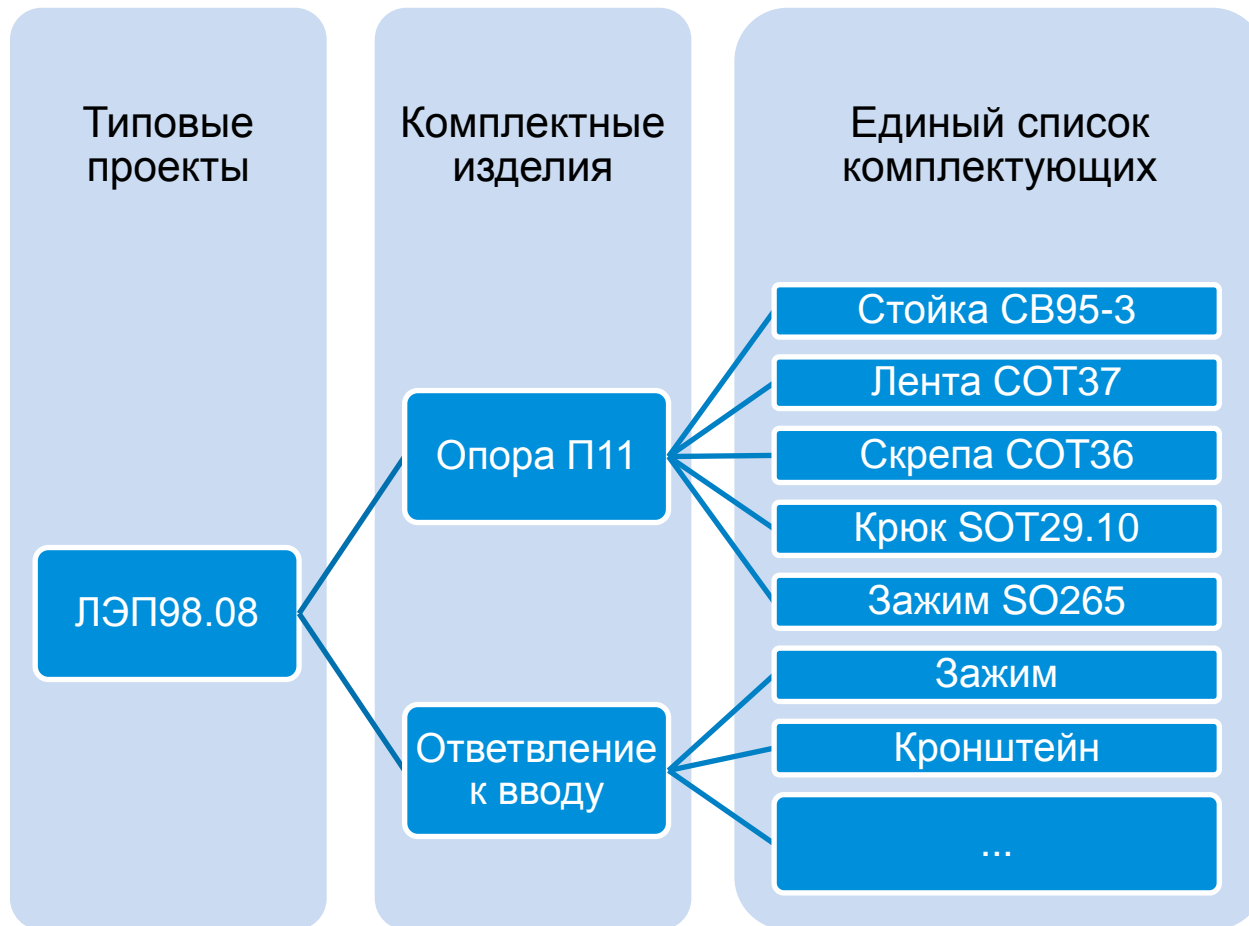 Типовые
проекты
Комплектные
изделия
Единый список
комплектующих
ЛЭП98.08
Опора П11
Ответвление
к вводу
Стойка СВ95-3
Лента СОТ37
Скрепа СОТ36
Крюк SOT29.10
Зажим SO265
Зажим
Кронштейн
...